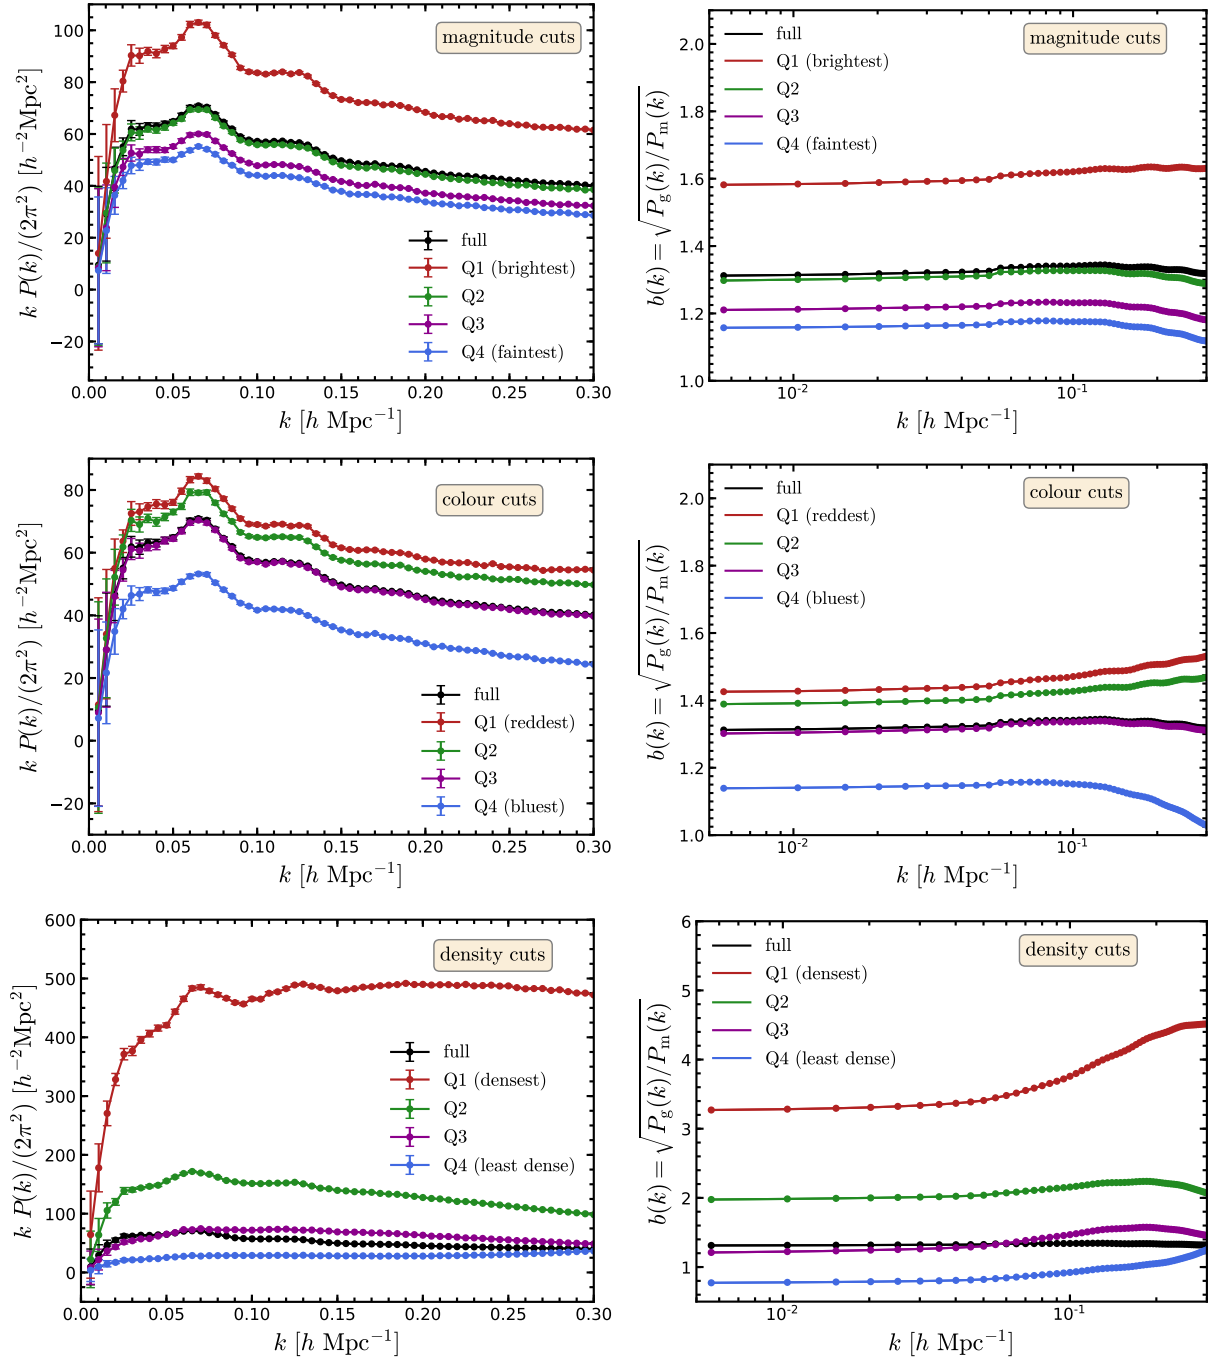 magnitude cuts
100
80
60
40
20
0
−20
k P(k)/(2π²) [h⁻²Mpc²]
full
Q1 (brightest)
Q2
Q3
Q4 (faintest)
0.00 0.05 0.10 0.15 0.20 0.25 0.30
k [h Mpc⁻¹]
magnitude cuts
full
Q1 (brightest)
Q2
Q3
Q4 (faintest)
2.0
1.8
1.6
1.4
1.2
1.0
b(k) = √P_g(k)/P_m(k)
10⁻² 10⁻¹
k [h Mpc⁻¹]
colour cuts
80
60
40
20
0
−20
k P(k)/(2π²) [h⁻²Mpc²]
full
Q1 (reddest)
Q2
Q3
Q4 (bluest)
0.00 0.05 0.10 0.15 0.20 0.25 0.30
k [h Mpc⁻¹]
colour cuts
full
Q1 (reddest)
Q2
Q3
Q4 (bluest)
2.0
1.8
1.6
1.4
1.2
1.0
b(k) = √P_g(k)/P_m(k)
10⁻² 10⁻¹
k [h Mpc⁻¹]
density cuts
600
500
400
300
200
100
0
k P(k)/(2π²) [h⁻²Mpc²]
full
Q1 (densest)
Q2
Q3
Q4 (least dense)
0.00 0.05 0.10 0.15 0.20 0.25 0.30
k [h Mpc⁻¹]
density cuts
full
Q1 (densest)
Q2
Q3
Q4 (least dense)
6
5
4
3
2
1
b(k) = √P_g(k)/P_m(k)
10⁻² 10⁻¹
k [h Mpc⁻¹]